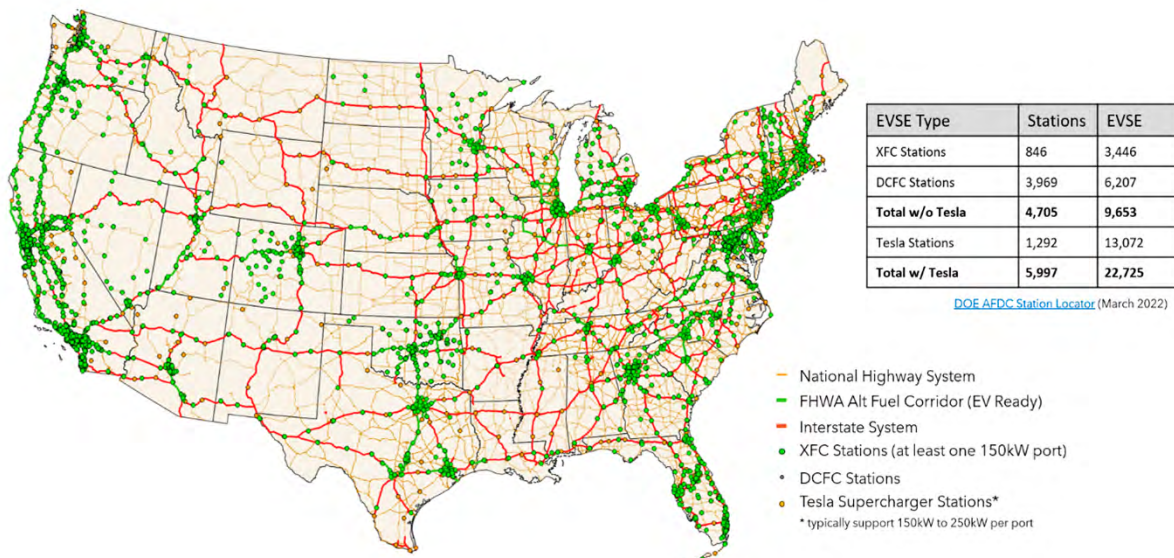 EVSE Type Stations EVSE
XFC Stations 846 3,446
DCFC Stations 3,969 6,207
Total w/o Tesla 4,705 9,653
Tesla Stations 1,292 13,072
Total w/ Tesla 5,997 22,725
DOE AFDC Station Locator (March 2022)
National Highway System
FHWA Alt Fuel Corridor (EV Ready)
Interstate System
XFC Stations (at least one 150kW port)
DCFC Stations
Tesla Supercharger Stations*
* typically support 150kW to 250kW per port